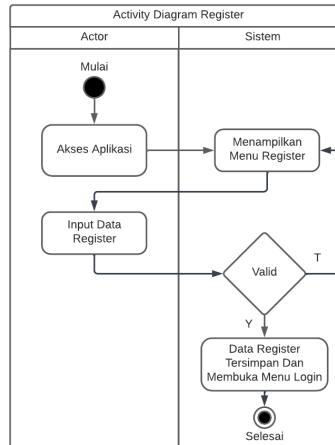 Activity Diagram Register
Actor
Sistem
Mulai
Akses Aplikasi
Menampilkan
Menu Register
Input Data
Register
Valid
T
Y
Data Register
Tersimpan Dan
Membuka Menu Login
Selesai